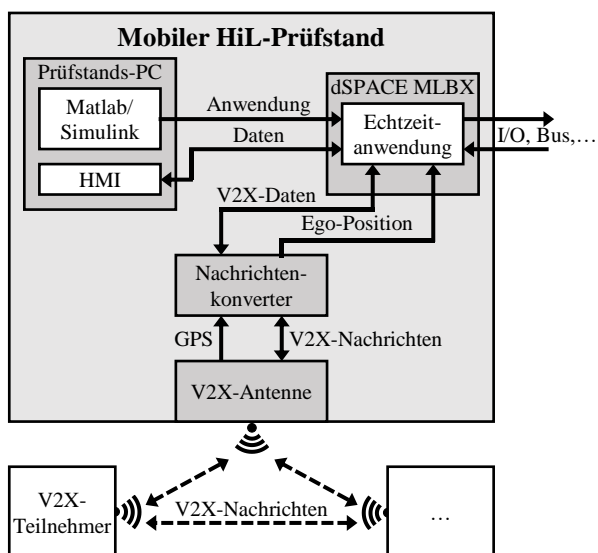 Mobiler HiL-Prüfstand
Prüfstands-PC
dSPACE MLBX
Matlab/
Simulink
Anwendung
Echtzeit-
anwendung
I/O, Bus,…
Daten
HMI
V2X-Daten
Ego-Position
Nachrichten-
konverter
GPS
V2X-Nachrichten
V2X-Antenne
V2X-
Teilnehmer
V2X-Nachrichten
…